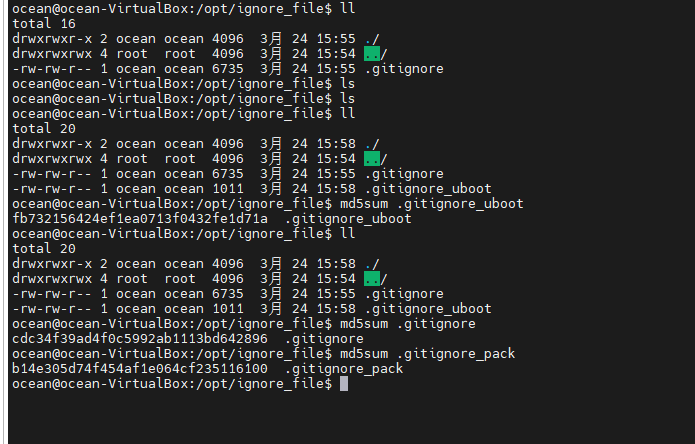 ocean@ocean-VirtualBox:/opt/ignore_file$ ll
total 16
drwxrwxr-x 2 ocean ocean 4096  3月 24 15:55 ./
drwxrwxrwx 4 root  root  4096  3月 24 15:54 ../
-rw-rw-r-- 1 ocean ocean 6735  3月 24 15:55 .gitignore
ocean@ocean-VirtualBox:/opt/ignore_file$ ls
ocean@ocean-VirtualBox:/opt/ignore_file$ ls
ocean@ocean-VirtualBox:/opt/ignore_file$ ll
total 20
drwxrwxr-x 2 ocean ocean 4096  3月 24 15:58 ./
drwxrwxrwx 4 root  root  4096  3月 24 15:54 ../
-rw-rw-r-- 1 ocean ocean 6735  3月 24 15:55 .gitignore
-rw-rw-r-- 1 ocean ocean 1011  3月 24 15:58 .gitignore_uboot
ocean@ocean-VirtualBox:/opt/ignore_file$ md5sum .gitignore_uboot
fb732156424ef1ea0713f0432fe1d71a  .gitignore_uboot
ocean@ocean-VirtualBox:/opt/ignore_file$ ll
total 20
drwxrwxr-x 2 ocean ocean 4096  3月 24 15:58 ./
drwxrwxrwx 4 root  root  4096  3月 24 15:54 ../
-rw-rw-r-- 1 ocean ocean 6735  3月 24 15:55 .gitignore
-rw-rw-r-- 1 ocean ocean 1011  3月 24 15:58 .gitignore_uboot
ocean@ocean-VirtualBox:/opt/ignore_file$ md5sum .gitignore
cdc34f39ad4f0c5992ab1113bd642896  .gitignore
ocean@ocean-VirtualBox:/opt/ignore_file$ md5sum .gitignore_pack
b14e305d74f454af1e064cf235116100  .gitignore_pack
ocean@ocean-VirtualBox:/opt/ignore_file$